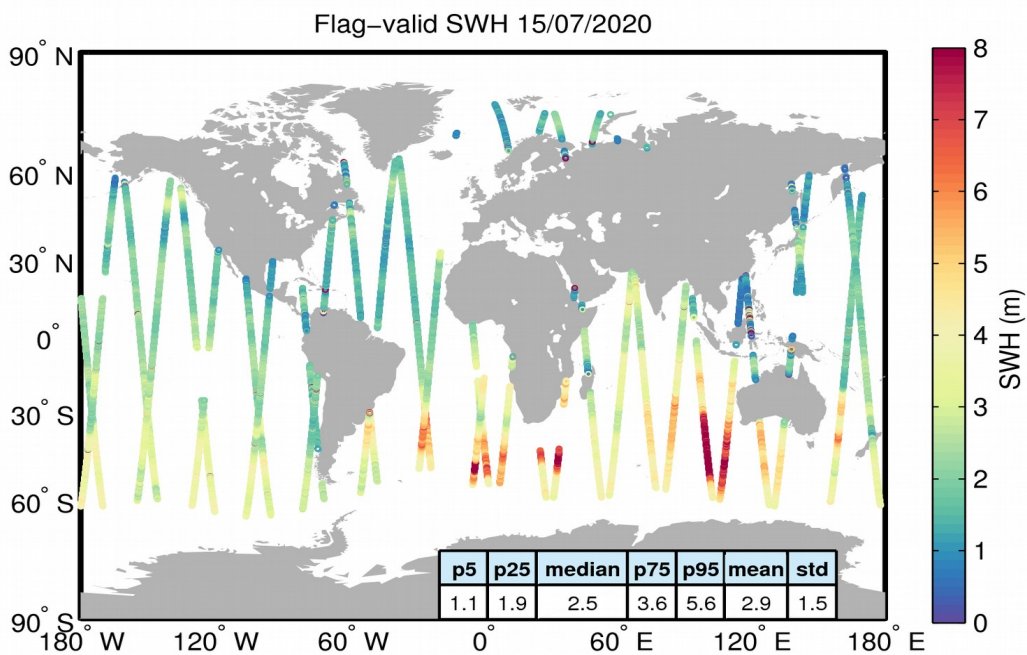 Flag−valid SWH 15/07/2020
90° N
60° N
30° N
0°
30° S
60° S
90° S
180° W
120° W
60° W
0°
60° E
120° E
180° E
p5 p25 median p75 p95 mean std
1.1 1.9 2.5 3.6 5.6 2.9 1.5
8
7
6
5
4
3
2
1
0
SWH (m)